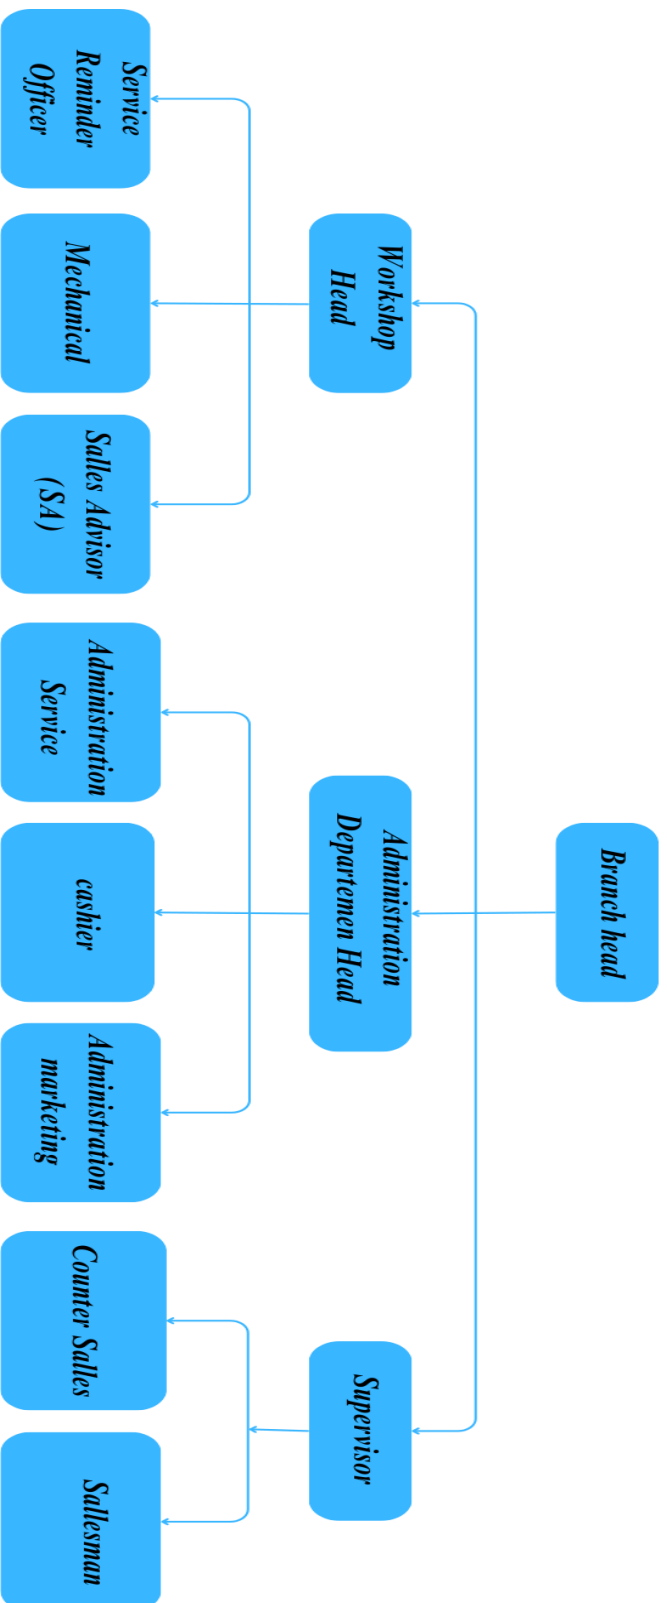 Branch head
Workshop
Head
Administration
Departemen Head
Supervisor
Service
Reminder
Officer
Mechanical
Salles Advisor
(SA)
Administration
Service
cashier
Administration
marketing
Counter Salles
Sallesman